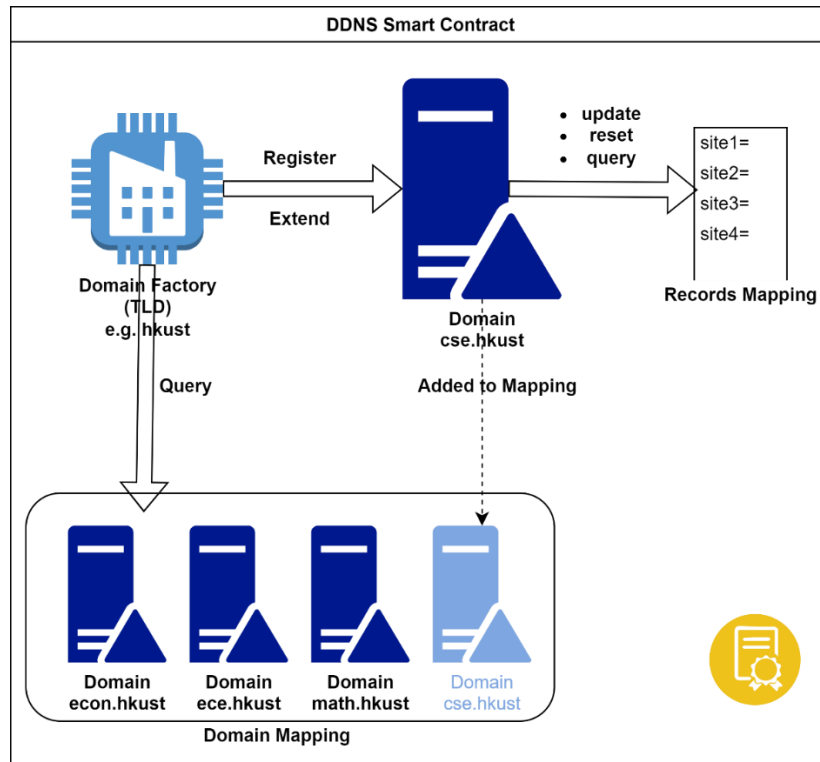 DDNS Smart Contract
Register
Extend
update
reset
query
site1=
site2=
site3=
site4=
Records Mapping
Domain Factory
(TLD)
e.g. hkust
Domain
cse.hkust
Query
Added to Mapping
Domain
econ.hkust
Domain
ece.hkust
Domain
math.hkust
Domain
cse.hkust
Domain Mapping